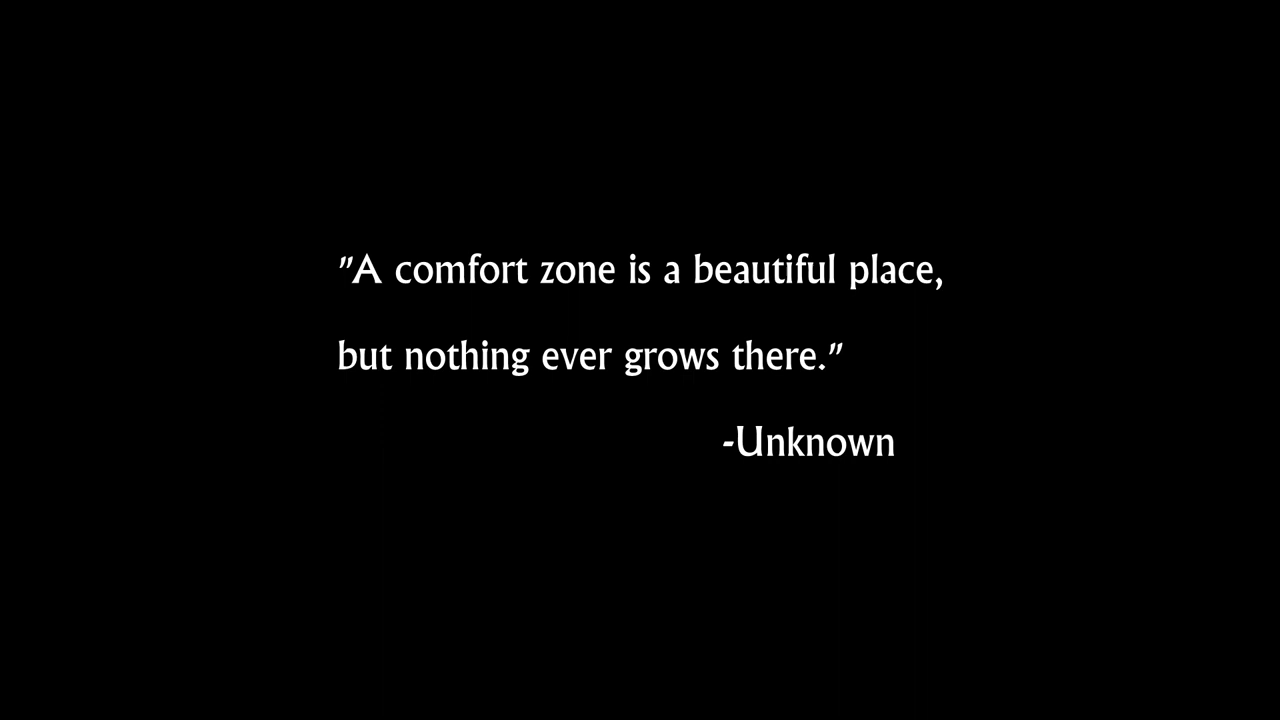 "A comfort zone is a beautiful place,
but nothing ever grows there."
-Unknown